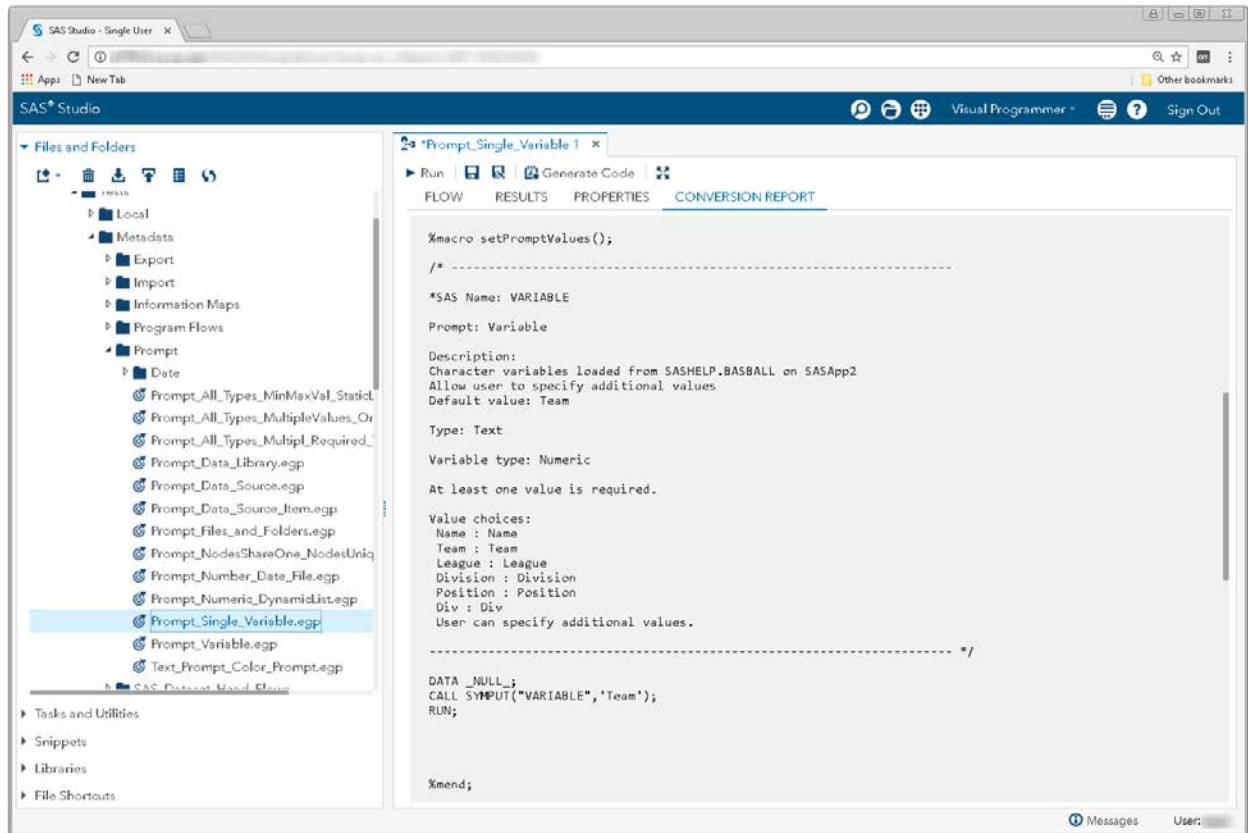 SAS Studio - Single User
Apps New Tab Other bookmarks
SAS® Studio Visual Programmer Sign Out
Files and Folders
Local
Metadata
Export
Import
Information Maps
Program Flows
Prompt
Date
Prompt_All_Types_MinMaxVal_StaticL
Prompt_All_Types_MultipleValues_Or
Prompt_All_Types_Multipl_Required_
Prompt_Data_Library.egp
Prompt_Data_Source.egp
Prompt_Data_Source_Item.egp
Prompt_Files_and_Folders.egp
Prompt_NodesShareOne_NodesUniq
Prompt_Number_Date_File.egp
Prompt_Numeric_DynamicList.egp
Prompt_Single_Variable.egp
Prompt_Variable.egp
Text_Prompt_Color_Prompt.egp
SAS_Dataset_Hand_Flows
Tasks and Utilities
Snippets
Libraries
File Shortcuts
*Prompt_Single_Variable 1
Run Generate Code
FLOW RESULTS PROPERTIES CONVERSION REPORT
%macro setPromptValues();
/* --------------------------------------------------------------------
*SAS Name: VARIABLE
Prompt: Variable
Description:
Character variables loaded from SASHELP.BASBALL on SASApp2
Allow user to specify additional values
Default value: Team
Type: Text
Variable type: Numeric
At least one value is required.
Value choices:
Name : Name
Team : Team
League : League
Division : Division
Position : Position
Div : Div
User can specify additional values.
----------------------------------------------------------------------- */
DATA _NULL_;
CALL SYMPUT("VARIABLE",'Team');
RUN;
%mend;
Messages User: